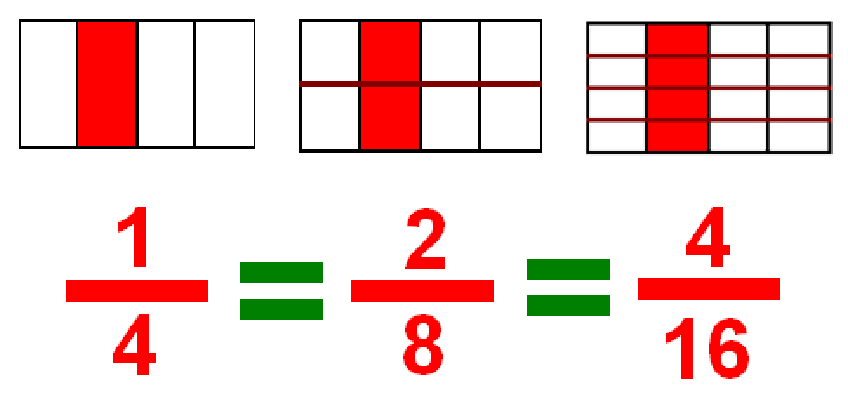 1/4 = 2/8 = 4/16